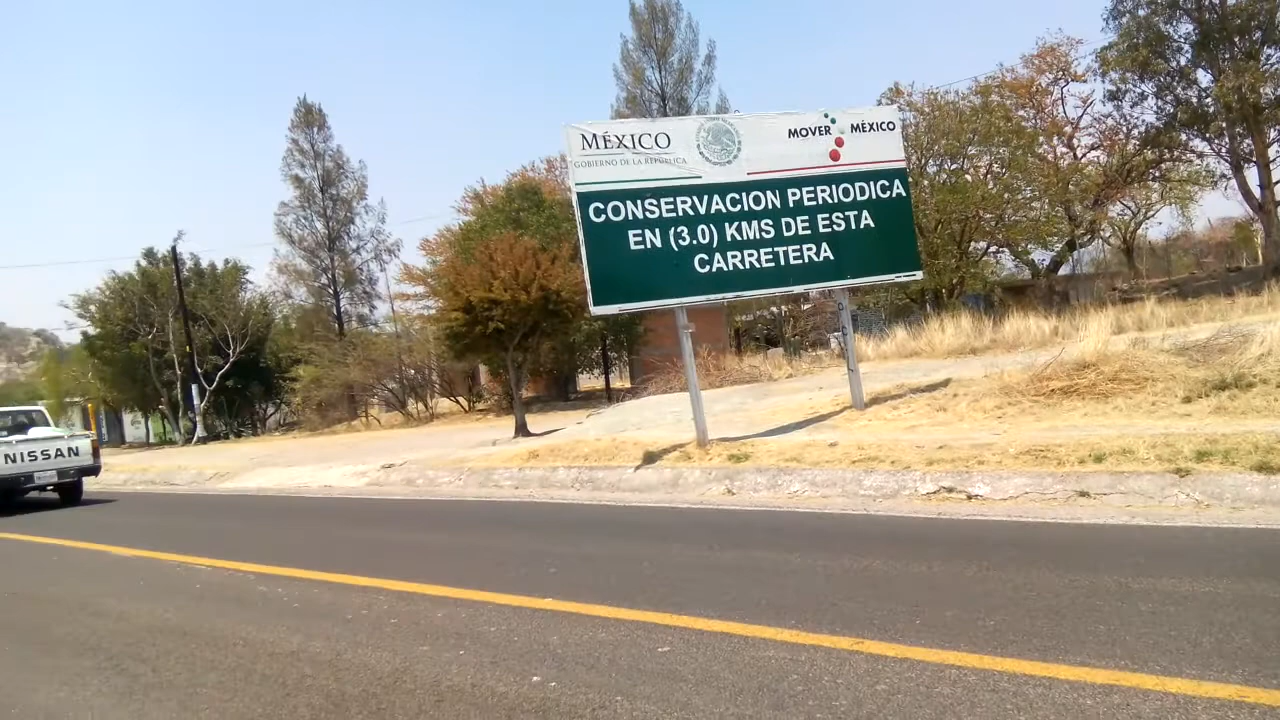 MÉXICO
GOBIERNO DE LA REPÚBLICA
MOVER MÉXICO
CONSERVACION PERIODICA
EN (3.0) KMS DE ESTA
CARRETERA
NISSAN